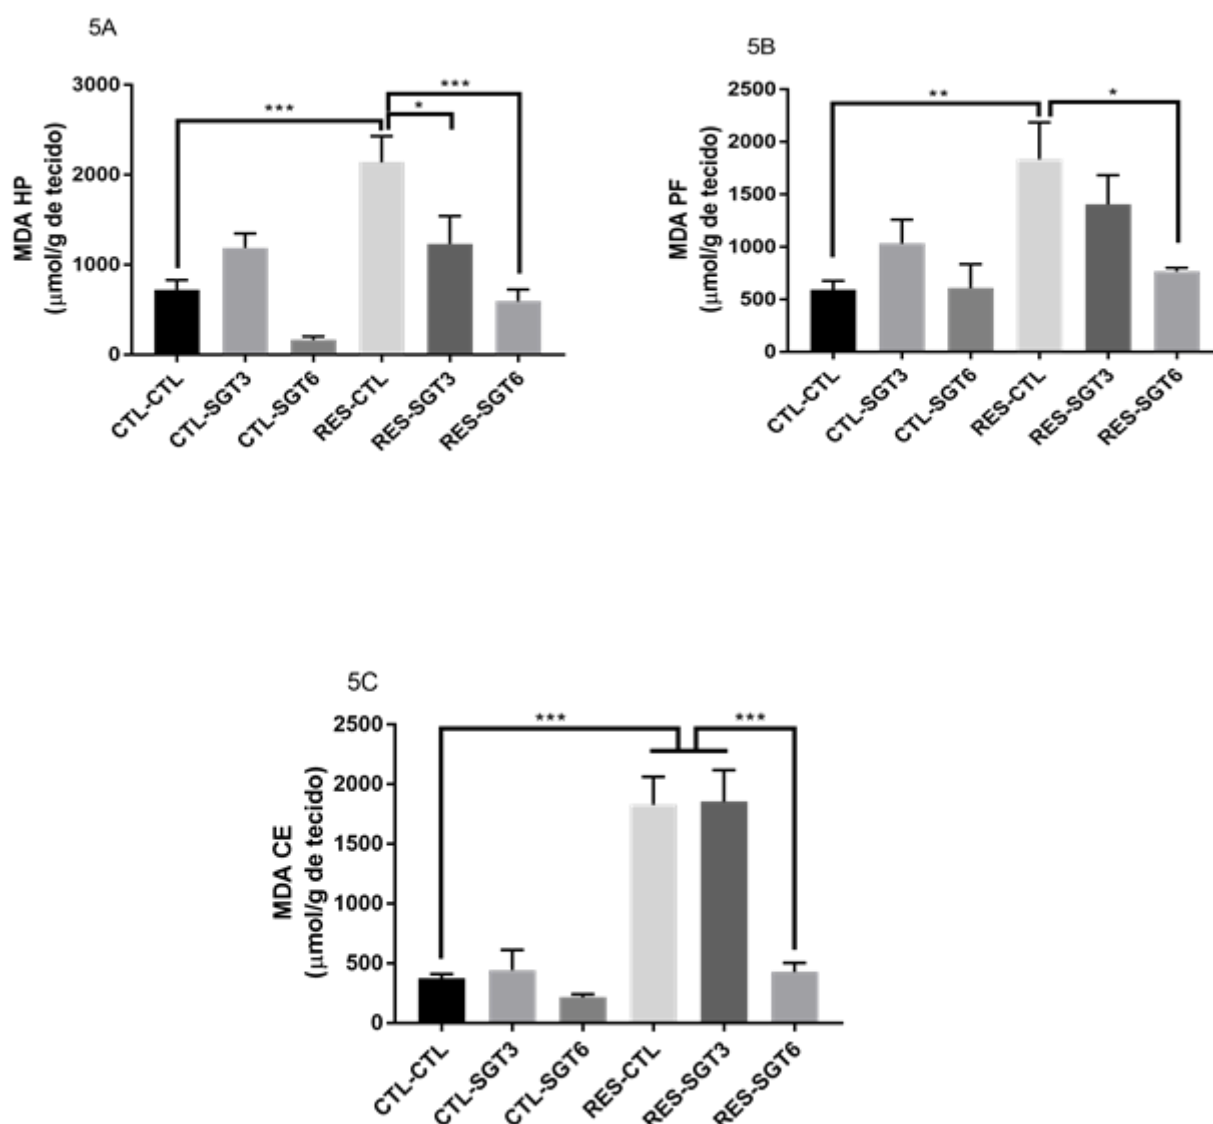 5A
MDA HP
(μmol/g de tecido)
3000
2000
1000
0
***
*
***
CTL-CTL
CTL-SGT3
CTL-SGT6
RES-CTL
RES-SGT3
RES-SGT6
5B
MDA PF
(μmol/g de tecido)
2500
2000
1500
1000
500
0
**
*
CTL-CTL
CTL-SGT3
CTL-SGT6
RES-CTL
RES-SGT3
RES-SGT6
5C
MDA CE
(μmol/g de tecido)
2500
2000
1500
1000
500
0
***
***
CTL-CTL
CTL-SGT3
CTL-SGT6
RES-CTL
RES-SGT3
RES-SGT6